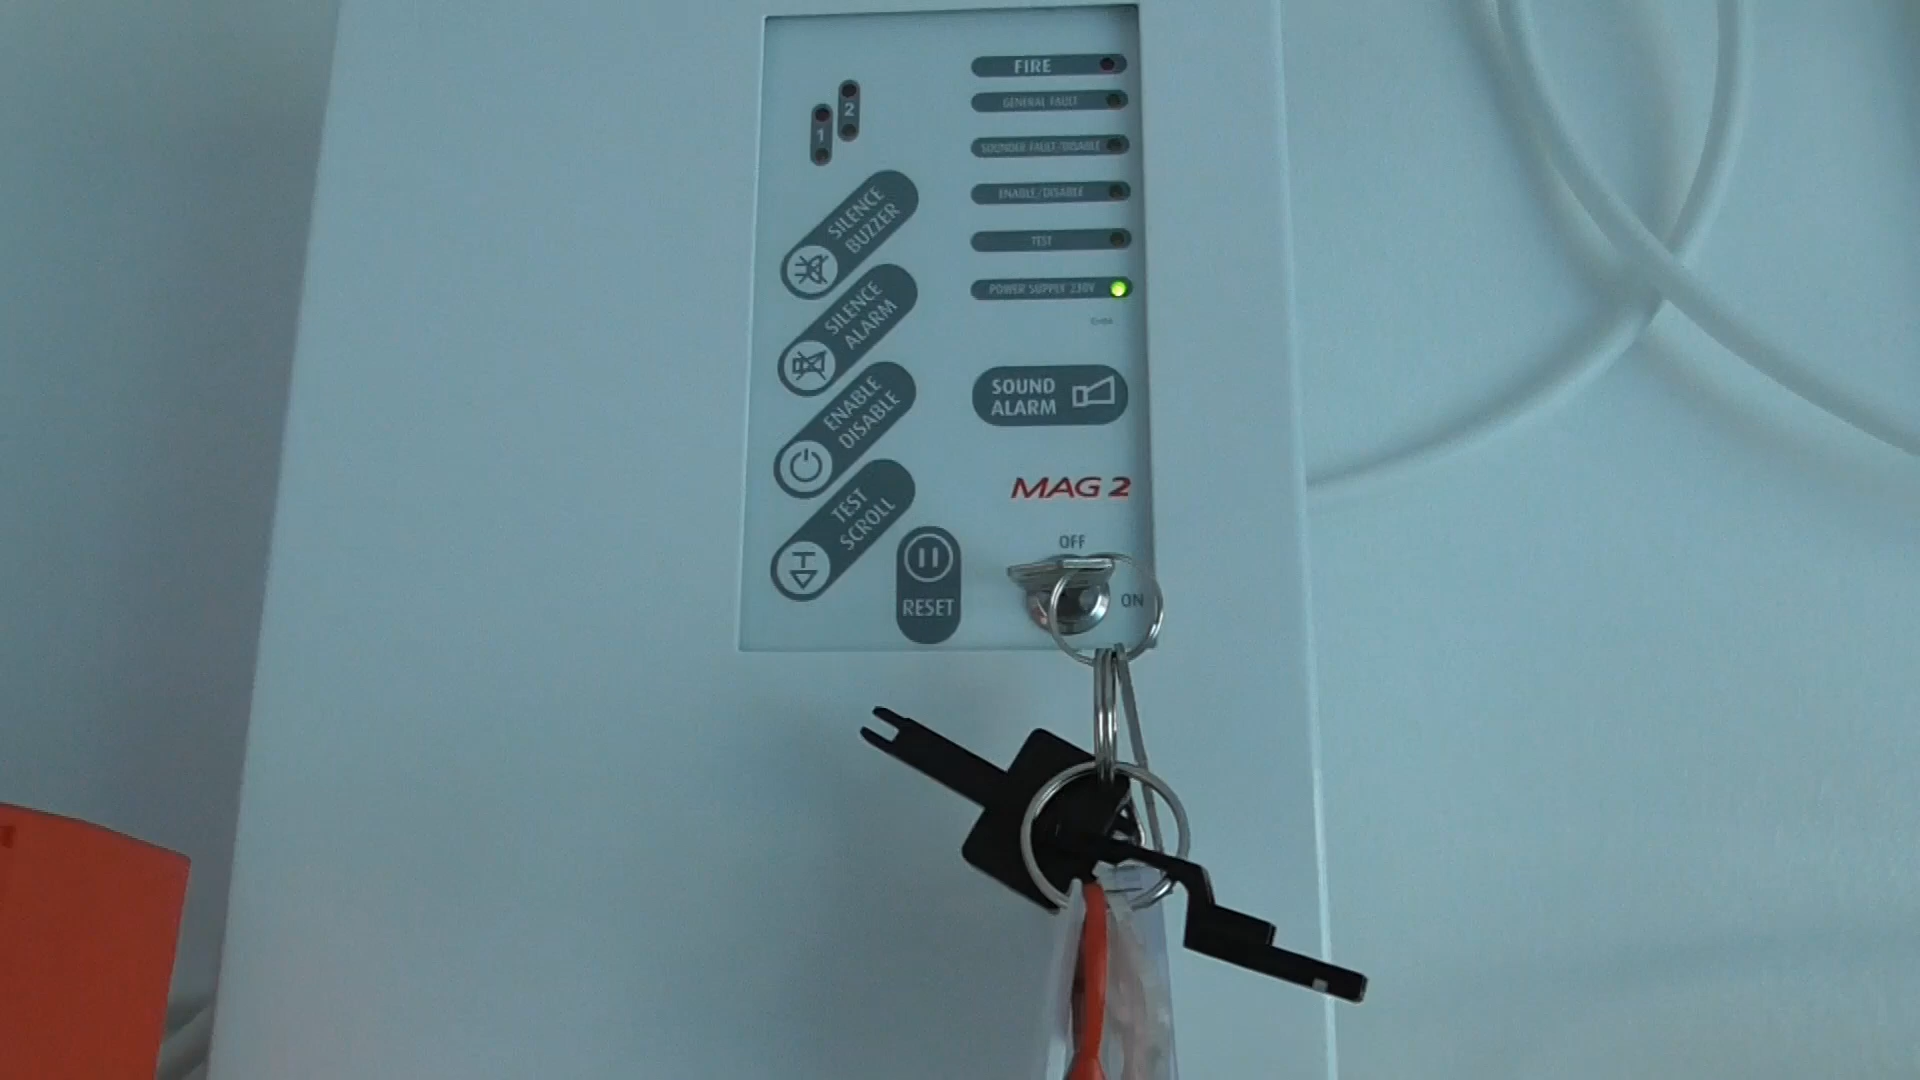 FIRE
GENERAL FAULT
SOUNDER FAULT/DISABLE
ENABLE/DISABLE
TEST
POWER SUPPLY 230V
2
1
SILENCE
BUZZER
SILENCE
ALARM
ENABLE
DISABLE
TEST
SCROLL
RESET
SOUND
ALARM
MAG 2
OFF
ON